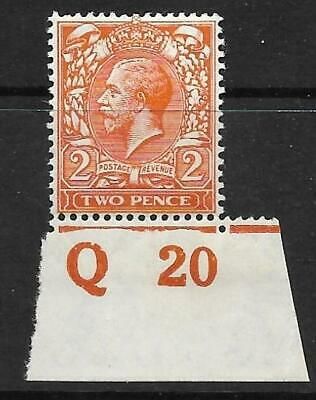 2 POSTAGE REVENUE 2
TWO PENCE
Q 20